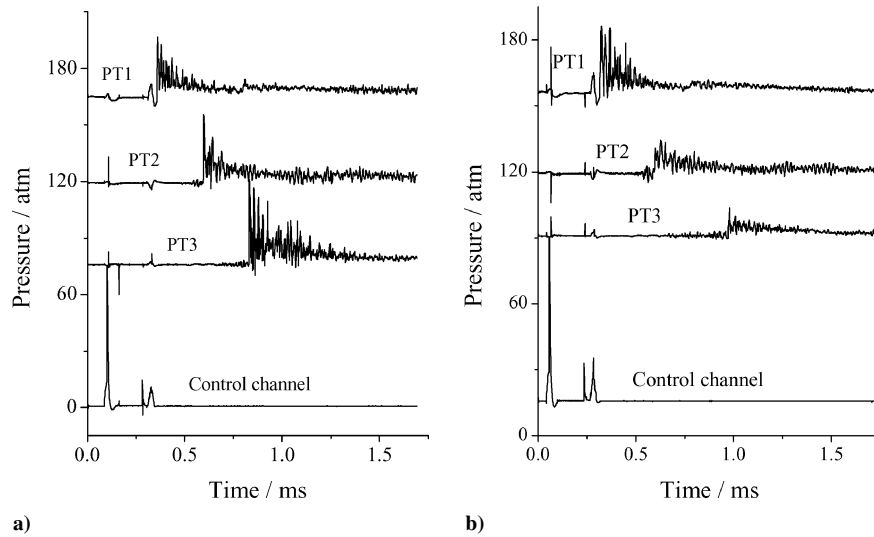 180
120
60
0
PT1
PT2
PT3
Control channel
Pressure / atm
0.0
0.5
1.0
1.5
Time / ms
a)
180
120
60
0
PT1
PT2
PT3
Control channel
Pressure / atm
0.0
0.5
1.0
1.5
Time / ms
b)